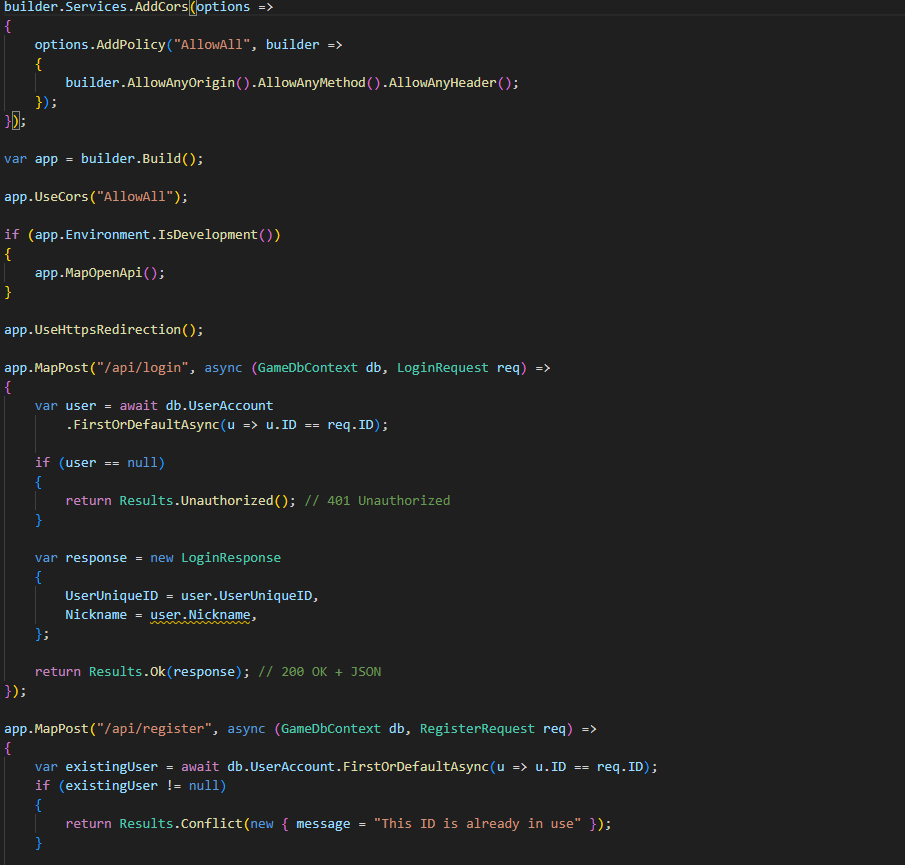 builder.Services.AddCors(options =>
{
    options.AddPolicy("AllowAll", builder =>
    {
        builder.AllowAnyOrigin().AllowAnyMethod().AllowAnyHeader();
    });
});

var app = builder.Build();

app.UseCors("AllowAll");

if (app.Environment.IsDevelopment())
{
    app.MapOpenApi();
}

app.UseHttpsRedirection();

app.MapPost("/api/login", async (GameDbContext db, LoginRequest req) =>
{
    var user = await db.UserAccount
        .FirstOrDefaultAsync(u => u.ID == req.ID);

    if (user == null)
    {
        return Results.Unauthorized(); // 401 Unauthorized
    }

    var response = new LoginResponse
    {
        UserUniqueID = user.UserUniqueID,
        Nickname = user.Nickname,
    };

    return Results.Ok(response); // 200 OK + JSON
});

app.MapPost("/api/register", async (GameDbContext db, RegisterRequest req) =>
{
    var existingUser = await db.UserAccount.FirstOrDefaultAsync(u => u.ID == req.ID);
    if (existingUser != null)
    {
        return Results.Conflict(new { message = "This ID is already in use" });
    }